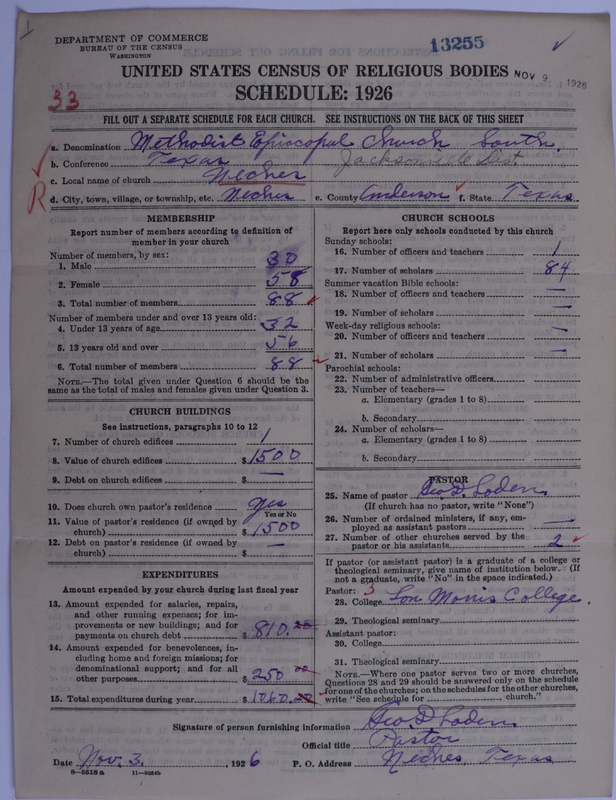 1
DEPARTMENT OF COMMERCE
BUREAU OF THE CENSUS
WASHINGTON
13255
UNITED STATES CENSUS OF RELIGIOUS BODIES
NOV 9 1926
33
SCHEDULE: 1926
FILL OUT A SEPARATE SCHEDULE FOR EACH CHURCH. SEE INSTRUCTIONS ON THE BACK OF THIS SHEET
a. Denomination Methodist Episcopal Church South.
b. Conference Texas Jacksonville Dist
c. Local name of church Neches
R
d. City, town, village, or township, etc. Neches e. County Anderson f. State Texas
MEMBERSHIP
Report number of members according to definition of
member in your church
Number of members, by sex:
1. Male 30
2. Female 58
3. Total number of members 88
Number of members under and over 13 years old:
4. Under 13 years of age 32
5. 13 years old and over 56
6. Total number of members 88
NOTE.—The total given under Question 6 should be
same as the total of males and females given under Question 3.
CHURCH BUILDINGS
See instructions, paragraphs 10 to 12
7. Number of church edifices 1
8. Value of church edifices $1500
9. Debt on church edifices $ —
10. Does church own pastor's residence Yes
Yes or No
11. Value of pastor's residence (if owned by
church) $1500
12. Debt on pastor's residence (if owned by
church) $ —
EXPENDITURES
Amount expended by your church during last fiscal year
13. Amount expended for salaries, repairs,
and other running expenses; for im-
provements or new buildings; and for
payments on church debt $ 810.00
14. Amount expended for benevolences, in-
cluding home and foreign missions; for
denominational support; and for all
other purposes $ 250 00
15. Total expenditures during year $1060.00
CHURCH SCHOOLS
Report here only schools conducted by this church
Sunday schools:
16. Number of officers and teachers 1
17. Number of scholars 84
Summer vacation Bible schools:
18. Number of officers and teachers —
19. Number of scholars —
Week-day religious schools:
20. Number of officers and teachers —
21. Number of scholars —
Parochial schools:
22. Number of administrative officers
23. Number of teachers—
a. Elementary (grades 1 to 8)
b. Secondary
24. Number of scholars—
a. Elementary (grades 1 to 8)
b. Secondary
PASTOR
25. Name of pastor Geo. D. Loden
(If church has no pastor, write "None")
26. Number of ordained ministers, if any, em-
ployed as assistant pastors —
27. Number of other churches served by the
pastor or his assistants 2
If pastor (or assistant pastor) is a graduate of a college or
theological seminary, give name of institution below. (If
not a graduate, write "No" in the space indicated.)
Pastor: 3
28. College Lon Morris College.
29. Theological seminary
Assistant pastor:
30. College
31. Theological seminary
NOTE.—Where one pastor serves two or more churches,
Questions 28 and 29 should be answered only on the schedule
for one of the churches; on the schedules for the other churches,
write "See schedule for church."
Signature of person furnishing information Geo. D Loden
Official title Pastor
Date Nov. 3. , 1926 P. O. Address Neches, Texas
8—5518 a 11—9084b